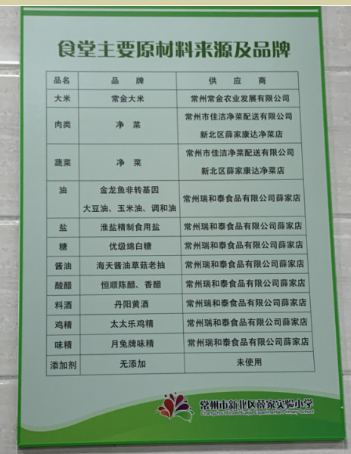 食堂主要原材料来源及品牌
品名 品 牌 供 应 商
大米 常金大米 常州常金农业发展有限公司
肉类 净 菜 常州市佳洁净菜配送有限公司
新北区薛家康达净菜店
蔬菜 净 菜 常州市佳洁净菜配送有限公司
新北区薛家康达净菜店
油 金龙鱼非转基因
大豆油、玉米油、调和油 常州瑞和泰食品有限公司薛家店
盐 淮盐精制食用盐 常州瑞和泰食品有限公司薛家店
糖 优级绵白糖 常州瑞和泰食品有限公司薛家店
酱油 海天酱油草菇老抽 常州瑞和泰食品有限公司薛家店
酸醋 恒顺陈醋、香醋 常州瑞和泰食品有限公司薛家店
料酒 丹阳黄酒 常州瑞和泰食品有限公司薛家店
鸡精 太太乐鸡精 常州瑞和泰食品有限公司薛家店
味精 月兔牌味精 常州瑞和泰食品有限公司薛家店
添加剂 无添加 未使用
常州市新北区薛家实验小学